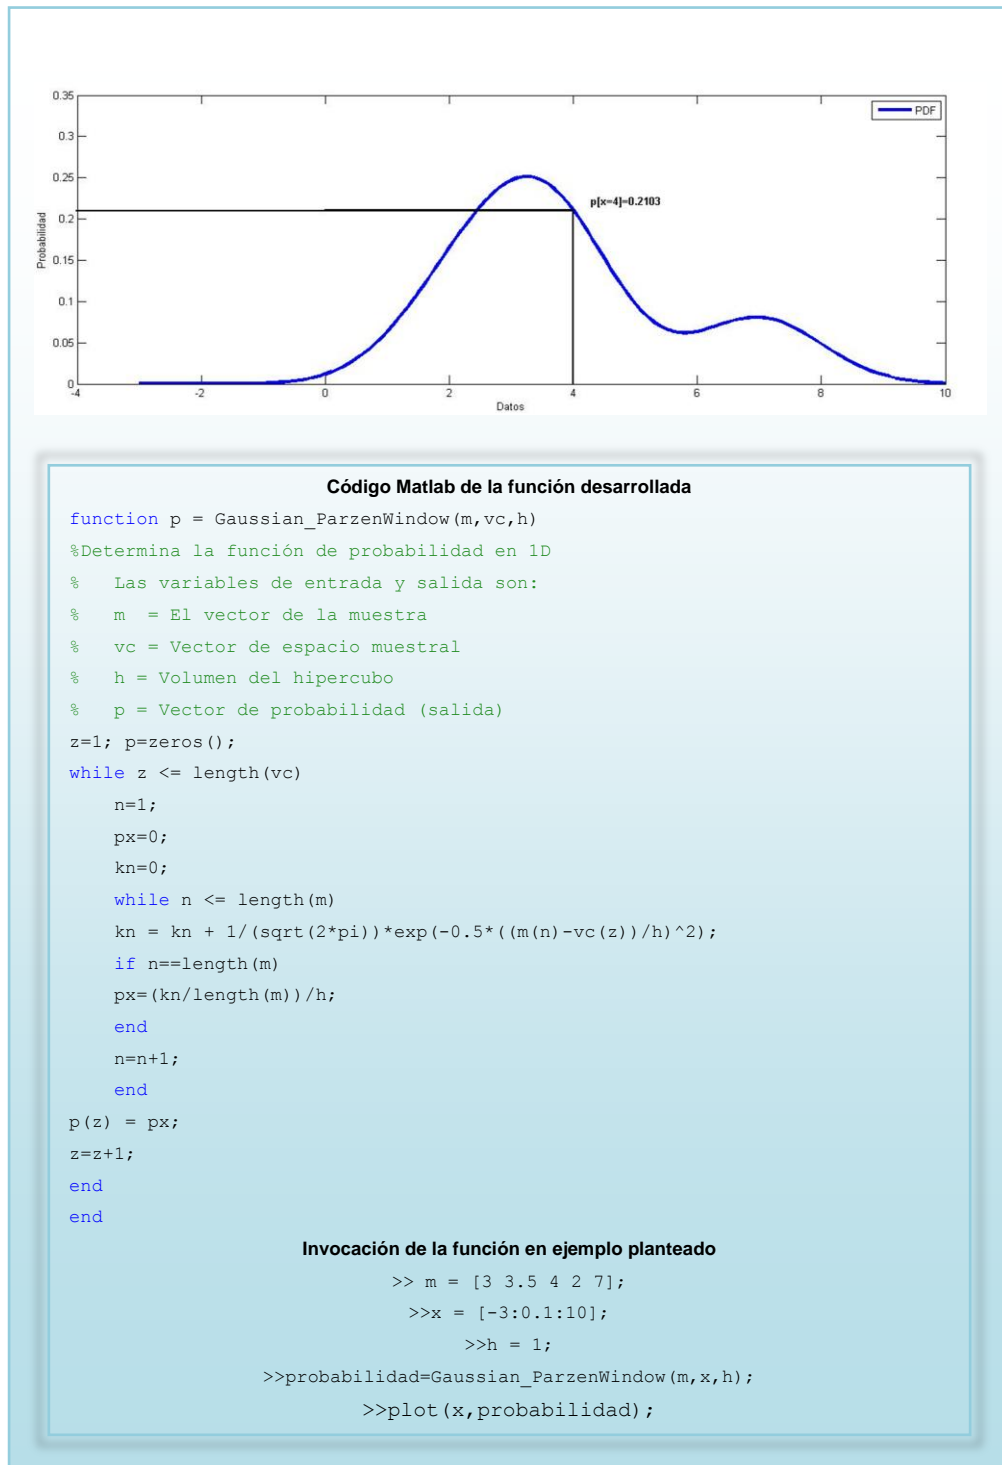 0.35
0.3
0.25
0.2
0.15
0.1
0.05
0
Probabilidad
PDF
p[x=4]=0.2103
-4 -2 0 2 4 6 8 10
Datos
Código Matlab de la función desarrollada
function p = Gaussian_ParzenWindow(m,vc,h)
%Determina la función de probabilidad en 1D
%   Las variables de entrada y salida son:
%   m  = El vector de la muestra
%   vc = Vector de espacio muestral
%   h = Volumen del hipercubo
%   p = Vector de probabilidad (salida)
z=1; p=zeros();
while z <= length(vc)
    n=1;
    px=0;
    kn=0;
    while n <= length(m)
    kn = kn + 1/(sqrt(2*pi))*exp(-0.5*((m(n)-vc(z))/h)^2);
    if n==length(m)
    px=(kn/length(m))/h;
    end
    n=n+1;
    end
p(z) = px;
z=z+1;
end
end
Invocación de la función en ejemplo planteado
>> m = [3 3.5 4 2 7];
>>x = [-3:0.1:10];
>>h = 1;
>>probabilidad=Gaussian_ParzenWindow(m,x,h);
>>plot(x,probabilidad);